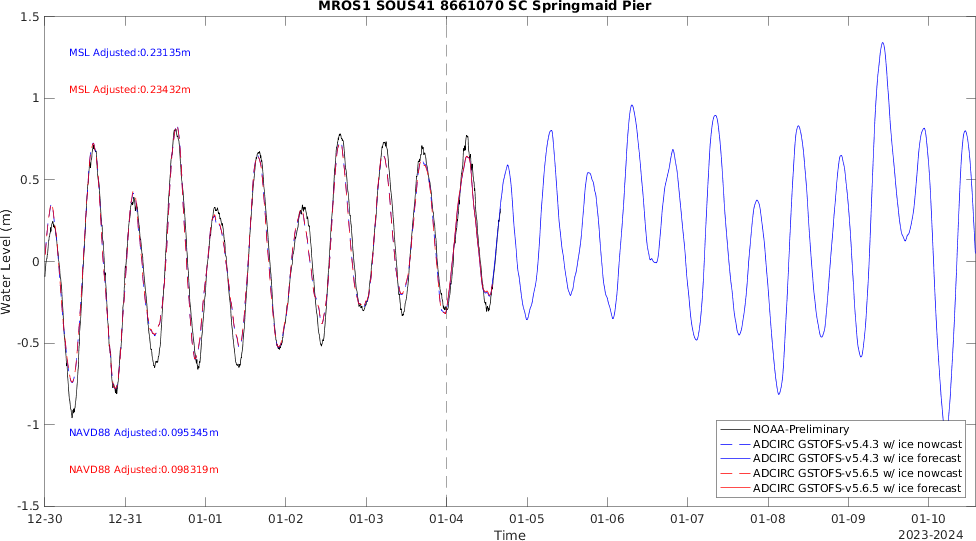 MROS1 SOUS41 8661070 SC Springmaid Pier
1.5
1
0.5
0
-0.5
-1
-1.5
Water Level (m)
MSL Adjusted:0.23135m
MSL Adjusted:0.23432m
NAVD88 Adjusted:0.095345m
NAVD88 Adjusted:0.098319m
NOAA-Preliminary
ADCIRC GSTOFS-v5.4.3 w/ ice nowcast
ADCIRC GSTOFS-v5.4.3 w/ ice forecast
ADCIRC GSTOFS-v5.6.5 w/ ice nowcast
ADCIRC GSTOFS-v5.6.5 w/ ice forecast
12-30 12-31 01-01 01-02 01-03 01-04 01-05 01-06 01-07 01-08 01-09 01-10
2023-2024
Time